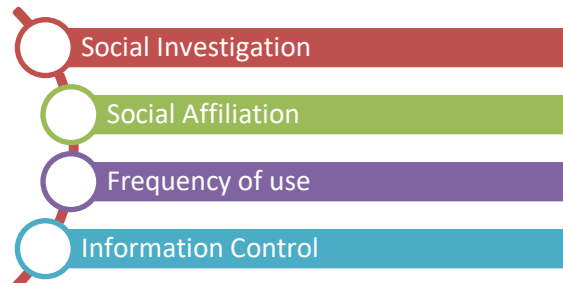 Social Investigation
Social Affiliation
Frequency of use
Information Control